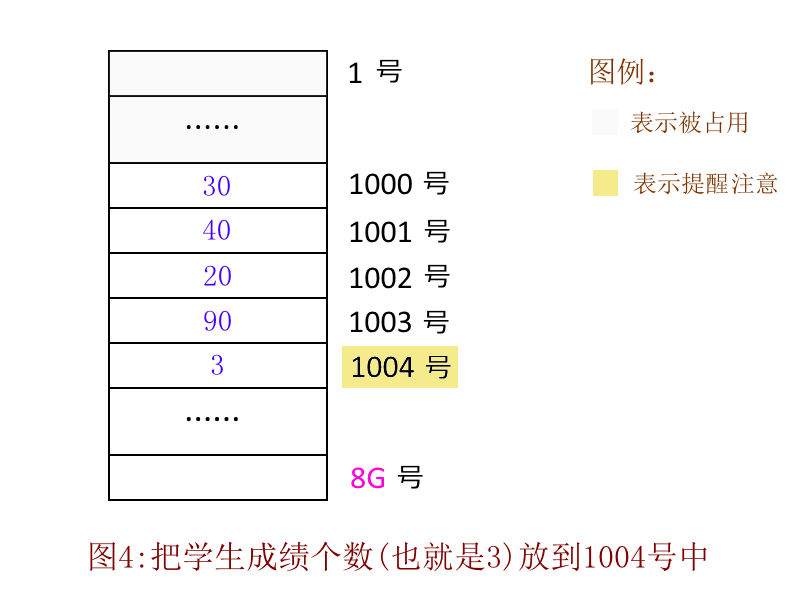 1 号
图例：
……
表示被占用
30 1000 号
表示提醒注意
40 1001 号
20 1002 号
90 1003 号
3 1004 号
……
8G 号
图4:把学生成绩个数(也就是3)放到1004号中